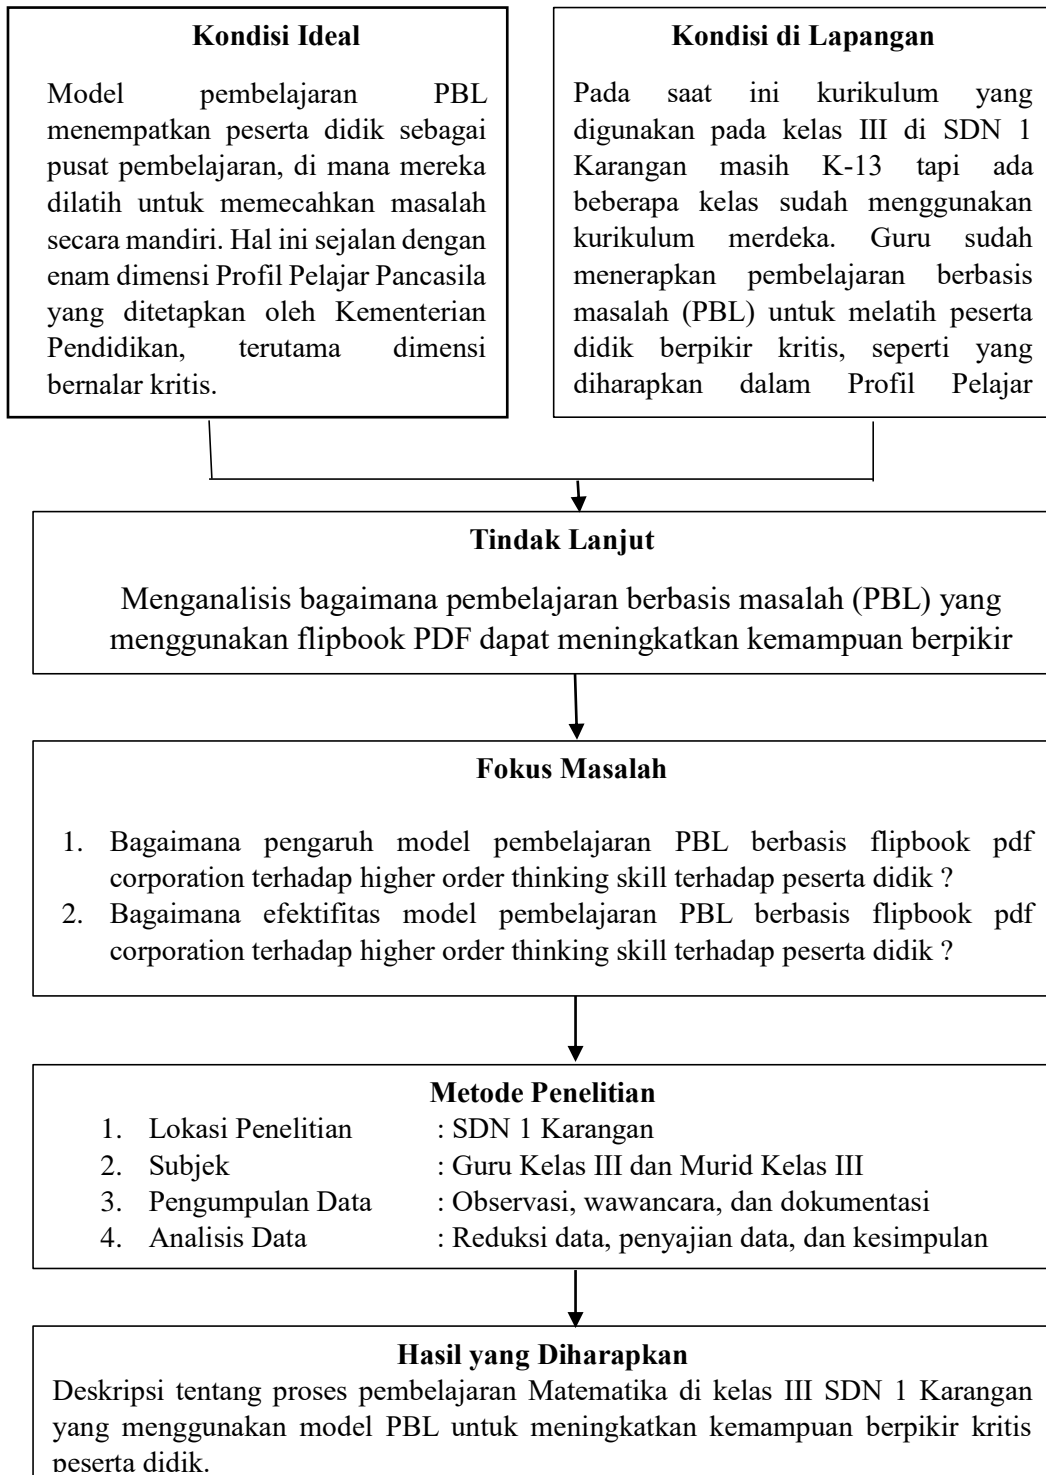 Kondisi Ideal
Model pembelajaran PBL
menempatkan peserta didik sebagai
pusat pembelajaran, di mana mereka
dilatih untuk memecahkan masalah
secara mandiri. Hal ini sejalan dengan
enam dimensi Profil Pelajar Pancasila
yang ditetapkan oleh Kementerian
Pendidikan, terutama dimensi
bernalar kritis.
Kondisi di Lapangan
Pada saat ini kurikulum yang
digunakan pada kelas III di SDN 1
Karangan masih K-13 tapi ada
beberapa kelas sudah menggunakan
kurikulum merdeka. Guru sudah
menerapkan pembelajaran berbasis
masalah (PBL) untuk melatih peserta
didik berpikir kritis, seperti yang
diharapkan dalam Profil Pelajar
Tindak Lanjut
Menganalisis bagaimana pembelajaran berbasis masalah (PBL) yang
menggunakan flipbook PDF dapat meningkatkan kemampuan berpikir
Fokus Masalah
1. Bagaimana pengaruh model pembelajaran PBL berbasis flipbook pdf
corporation terhadap higher order thinking skill terhadap peserta didik ?
2. Bagaimana efektifitas model pembelajaran PBL berbasis flipbook pdf
corporation terhadap higher order thinking skill terhadap peserta didik ?
Metode Penelitian
1. Lokasi Penelitian : SDN 1 Karangan
2. Subjek : Guru Kelas III dan Murid Kelas III
3. Pengumpulan Data : Observasi, wawancara, dan dokumentasi
4. Analisis Data : Reduksi data, penyajian data, dan kesimpulan
Hasil yang Diharapkan
Deskripsi tentang proses pembelajaran Matematika di kelas III SDN 1 Karangan
yang menggunakan model PBL untuk meningkatkan kemampuan berpikir kritis
peserta didik.